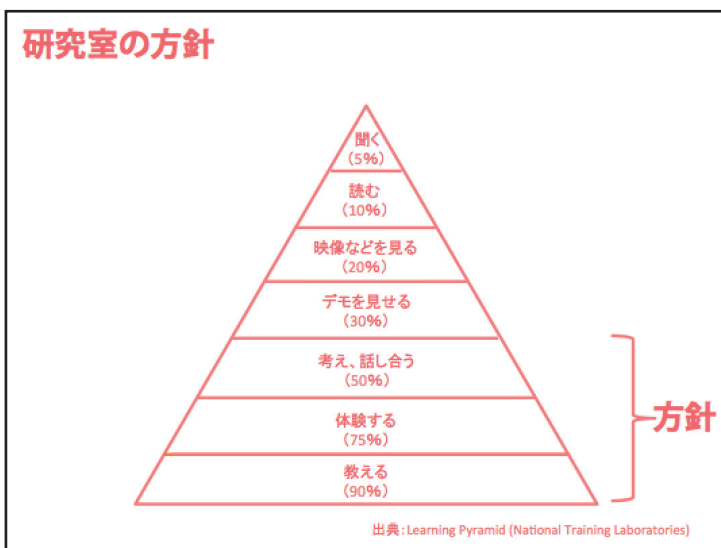 研究室の方針
聞く
(5%)
読む
(10%)
映像などを見る
(20%)
デモを見せる
(30%)
考え、話し合う
(50%)
体験する
(75%)
教える
(90%)
方針
出典:Learning Pyramid (National Training Laboratories)